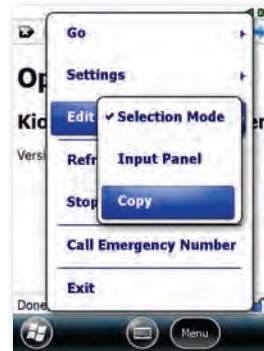 Go
Op
Settings
Kio
Edit
✔ Selection Mode
Versi
Input Panel
Refr
Stop
Copy
Call Emergency Number
Exit
Done
Menu